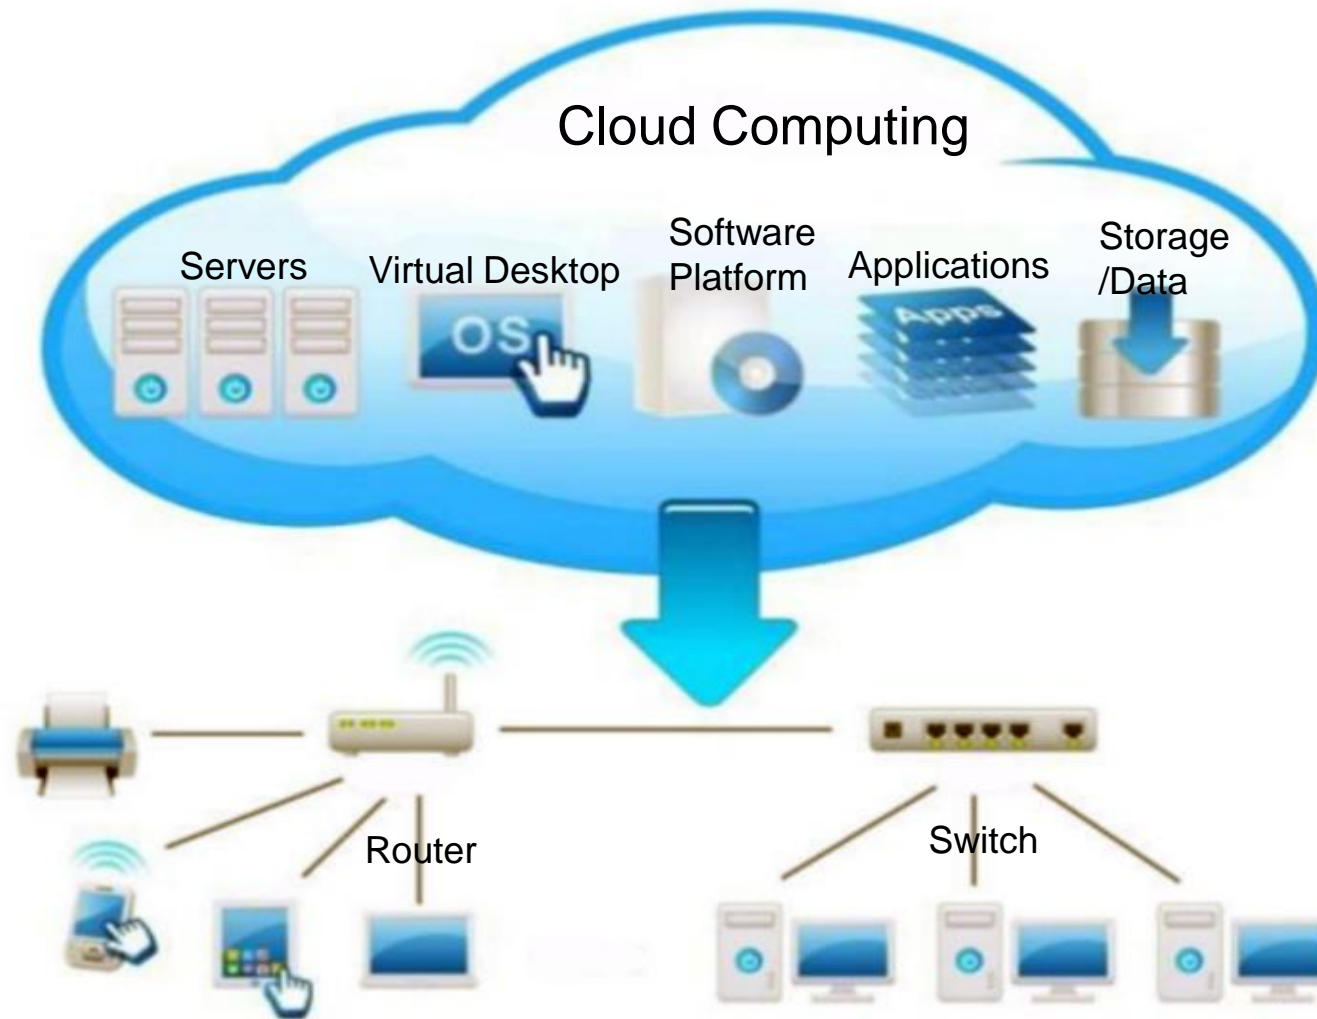 Cloud Computing
Servers
Virtual Desktop
Software
Platform
Applications
Storage
/Data
OS
Apps
Router
Switch